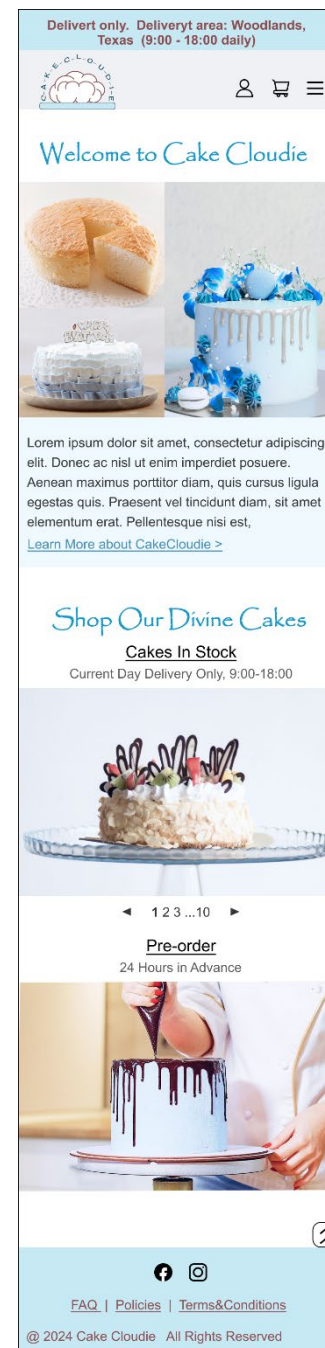 Delivert only. Deliveryt area: Woodlands,
Texas (9:00 - 18:00 daily)
C-A-K-E-C-L-O-U-D-I-E
Welcome to Cake Cloudie
Lorem ipsum dolor sit amet, consectetur adipiscing
elit. Donec ac nisl ut enim imperdiet posuere.
Aenean maximus porttitor diam, quis cursus ligula
egestas quis. Praesent vel tincidunt diam, sit amet
elementum erat. Pellentesque nisi est,
Learn More about CakeCloudie >
Shop Our Divine Cakes
Cakes In Stock
Current Day Delivery Only, 9:00-18:00
◄ 1 2 3 ...10 ►
Pre-order
24 Hours in Advance
FAQ | Policies | Terms&Conditions
@ 2024 Cake Cloudie All Rights Reserved